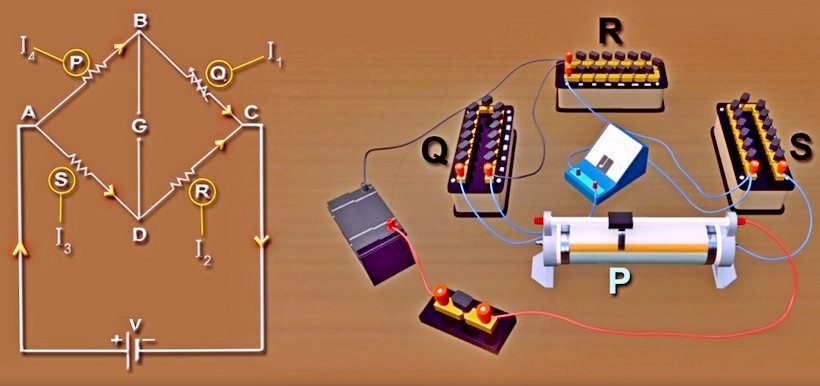 B
I₄
P
Q
I₁
A
G
C
S
R
I₃
D
I₂
V
+ −
R
Q
S
P